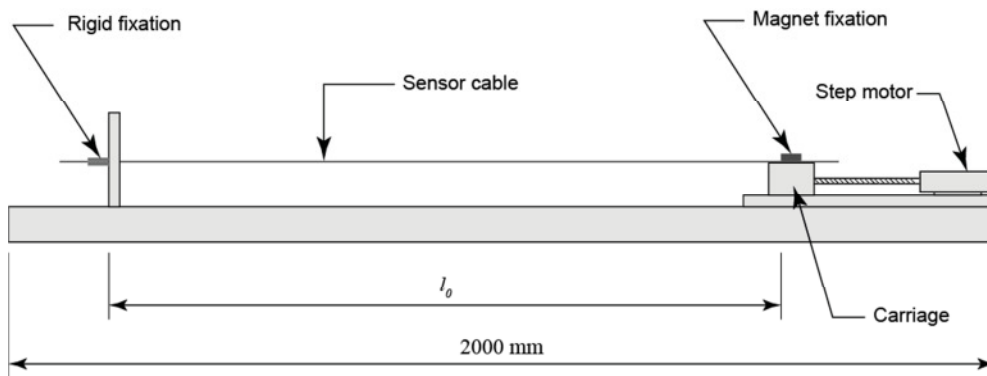 Rigid fixation
Magnet fixation
Sensor cable
Step motor
l₀
Carriage
2000 mm